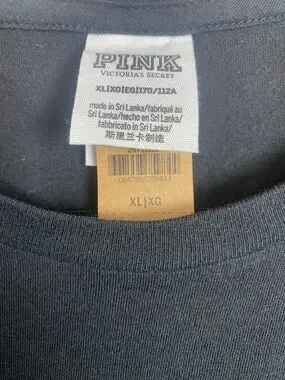 PINK
VICTORIA'S SECRET
XL|XG|EG|170/112A
made in Sri Lanka/fabriqué au
Sri Lanka/hecho en Sri Lanka/
fabbricato in Sri Lanka/
斯里兰卡制造
XL|XG